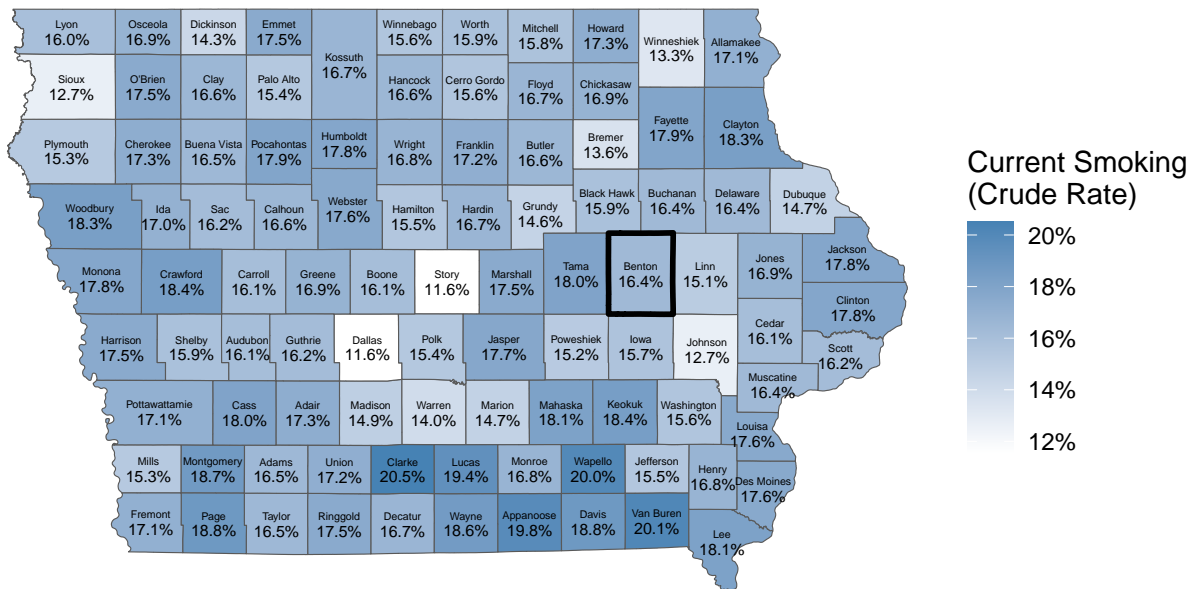 Lyon
16.0%
Osceola
16.9%
Dickinson
14.3%
Emmet
17.5%
Kossuth
16.7%
Winnebago
15.6%
Worth
15.9%
Mitchell
15.8%
Howard
17.3%
Winneshiek
13.3%
Allamakee
17.1%
Sioux
12.7%
O'Brien
17.5%
Clay
16.6%
Palo Alto
15.4%
Hancock
16.6%
Cerro Gordo
15.6%
Floyd
16.7%
Chickasaw
16.9%
Plymouth
15.3%
Cherokee
17.3%
Buena Vista
16.5%
Pocahontas
17.9%
Humboldt
17.8%
Wright
16.8%
Franklin
17.2%
Butler
16.6%
Bremer
13.6%
Fayette
17.9%
Clayton
18.3%
Woodbury
18.3%
Ida
17.0%
Sac
16.2%
Calhoun
16.6%
Webster
17.6%
Hamilton
15.5%
Hardin
16.7%
Grundy
14.6%
Black Hawk
15.9%
Buchanan
16.4%
Delaware
16.4%
Dubuque
14.7%
Monona
17.8%
Crawford
18.4%
Carroll
16.1%
Greene
16.9%
Boone
16.1%
Story
11.6%
Marshall
17.5%
Tama
18.0%
Benton
16.4%
Linn
15.1%
Jones
16.9%
Jackson
17.8%
Clinton
17.8%
Harrison
17.5%
Shelby
15.9%
Audubon
16.1%
Guthrie
16.2%
Dallas
11.6%
Polk
15.4%
Jasper
17.7%
Poweshiek
15.2%
Iowa
15.7%
Johnson
12.7%
Cedar
16.1%
Scott
16.2%
Muscatine
16.4%
Pottawattamie
17.1%
Cass
18.0%
Adair
17.3%
Madison
14.9%
Warren
14.0%
Marion
14.7%
Mahaska
18.1%
Keokuk
18.4%
Washington
15.6%
Louisa
17.6%
Mills
15.3%
Montgomery
18.7%
Adams
16.5%
Union
17.2%
Clarke
20.5%
Lucas
19.4%
Monroe
16.8%
Wapello
20.0%
Jefferson
15.5%
Henry
16.8%
Des Moines
17.6%
Fremont
17.1%
Page
18.8%
Taylor
16.5%
Ringgold
17.5%
Decatur
16.7%
Wayne
18.6%
Appanoose
19.8%
Davis
18.8%
Van Buren
20.1%
Lee
18.1%
Current Smoking
(Crude Rate)
20%
18%
16%
14%
12%